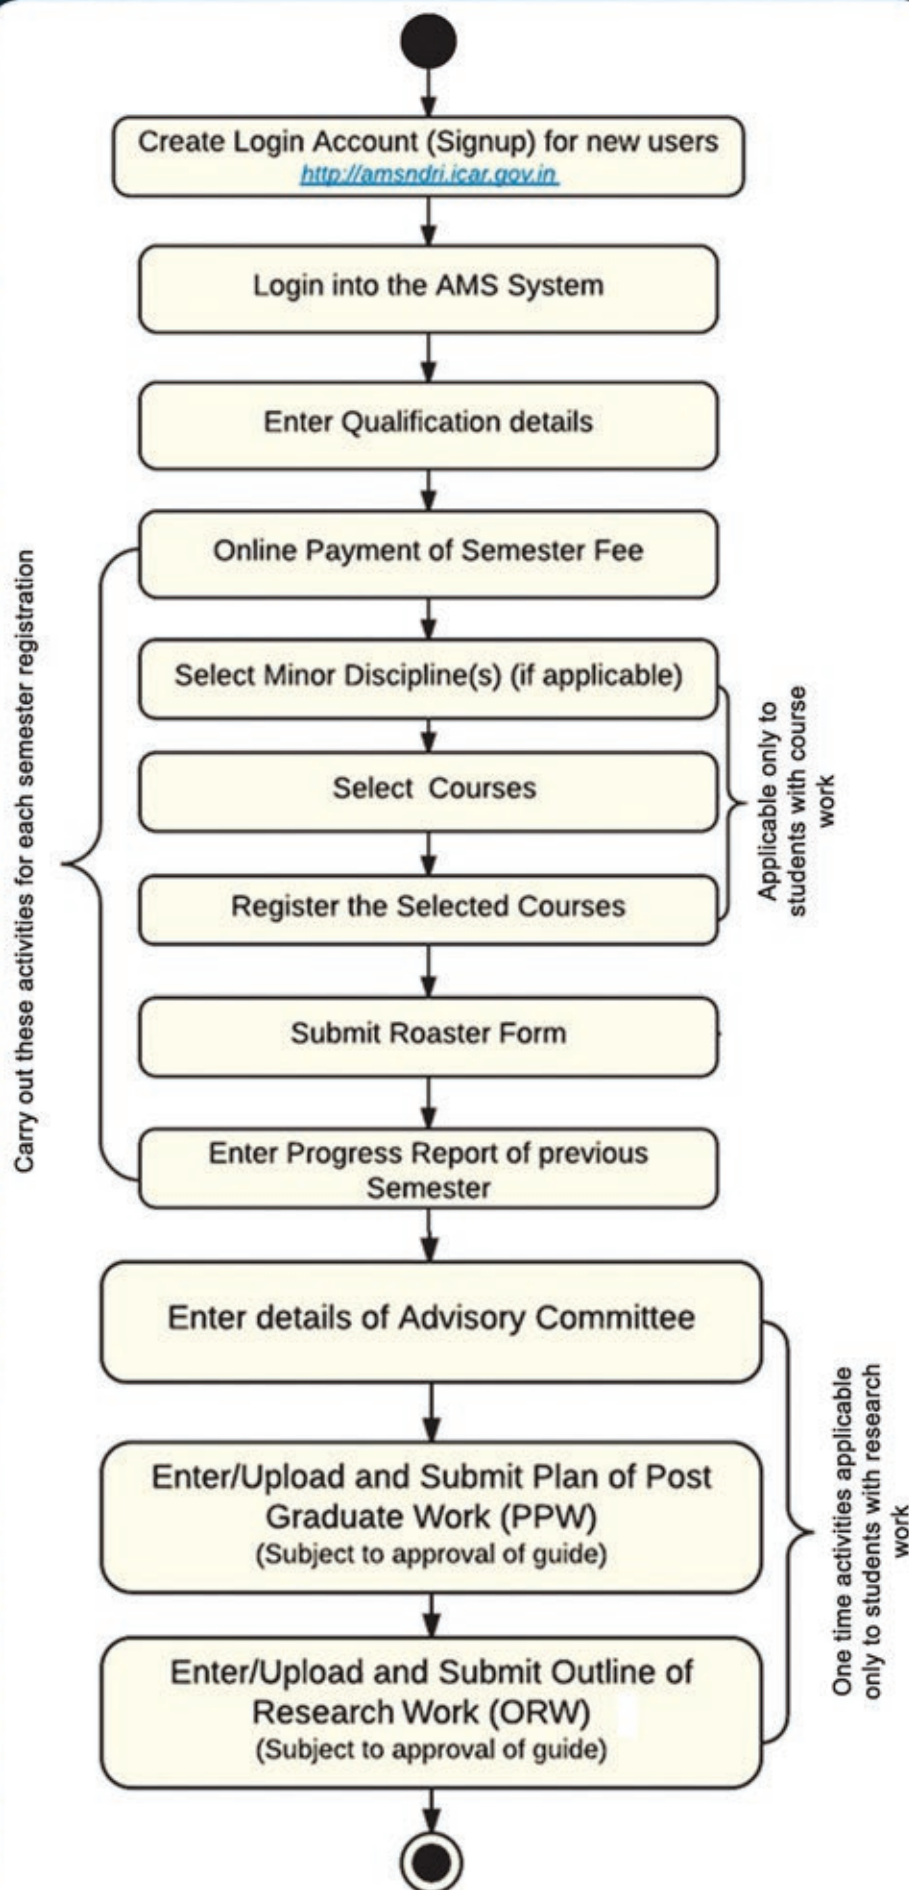 Create Login Account (Signup) for new users
http://amsndri.icar.gov.in
Login into the AMS System
Enter Qualification details
Carry out these activities for each semester registration
Online Payment of Semester Fee
Select Minor Discipline(s) (if applicable)
Select Courses
Register the Selected Courses
Applicable only to
students with course
work
Submit Roaster Form
Enter Progress Report of previous
Semester
Enter details of Advisory Committee
Enter/Upload and Submit Plan of Post
Graduate Work (PPW)
(Subject to approval of guide)
Enter/Upload and Submit Outline of
Research Work (ORW)
(Subject to approval of guide)
One time activities applicable
only to students with research
work